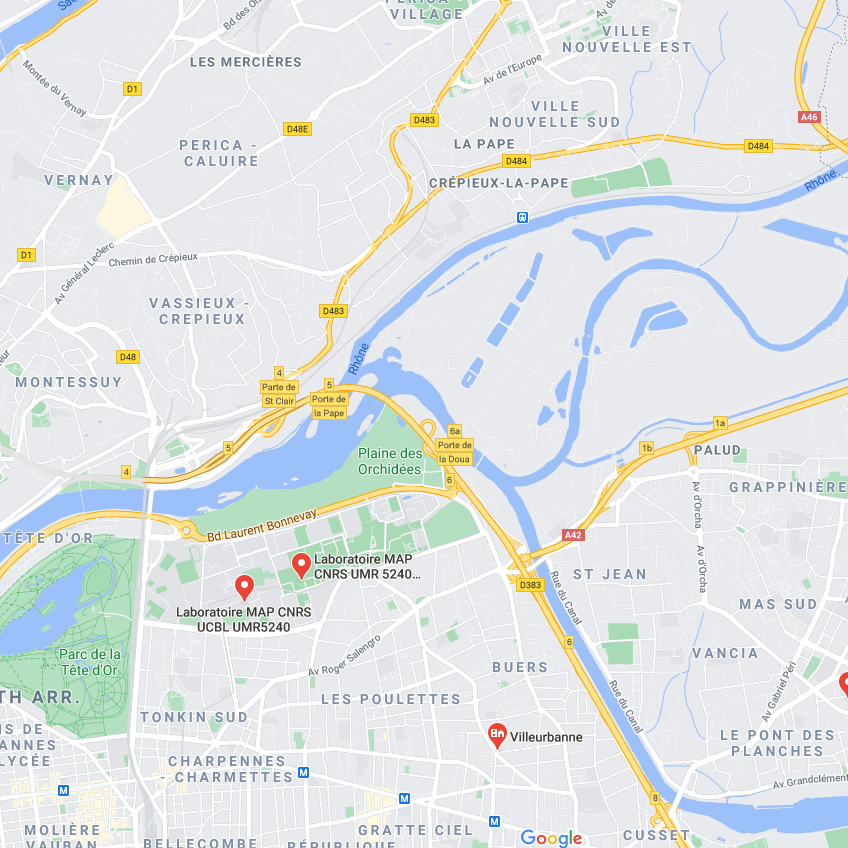 PERICA -
VILLAGE
VILLE
NOUVELLE EST
Av de
Bd des
LES MERCIÈRES
Av de l'Europe
Montée du Vernay
D1
A46
VILLE
NOUVELLE SUD
D48E
D483
PERICA -
CALUIRE
LA PAPE
D484
D484
VERNAY
CRÉPIEUX-LA-PAPE
Rhône
D1
Av Général Leclerc
Chemin de Crépieux
VASSIEUX -
CREPIEUX
D483
D48
Rhône
MONTESSUY
4
Parte de
St Clair
5
Porte de
la Pape
1a
6a
Porte de
la Doua
5
1b
PALUD
Plaine des
Orchidées
4
6
GRAPPINIÈRE
Av d'Orcha
Bd Laurent Bonnevay
TÊTE D'OR
A42
Av d'Orcha
Laboratoire MAP
CNRS UMR 5240...
ST JEAN
D383
Rue du Canal
Laboratoire MAP CNRS
UCBL UMR5240
MAS SUD
6
Parc de la
Tête d'Or
VANCIA
Av Roger Salengro
BUERS
Av Gabriel Péri
TH ARR.
LES POULETTES
Rue du Canal
TONKIN SUD
Villeurbanne
LE PONT DES
PLANCHES
CHARPENNES
- CHARMETTES
M
Av Grandclément
M
M
8
MOLIÈRE
VAUBAN
M
GRATTE CIEL
Google
CUSSET
BELLECOMBE
RÉPUBLIQUE